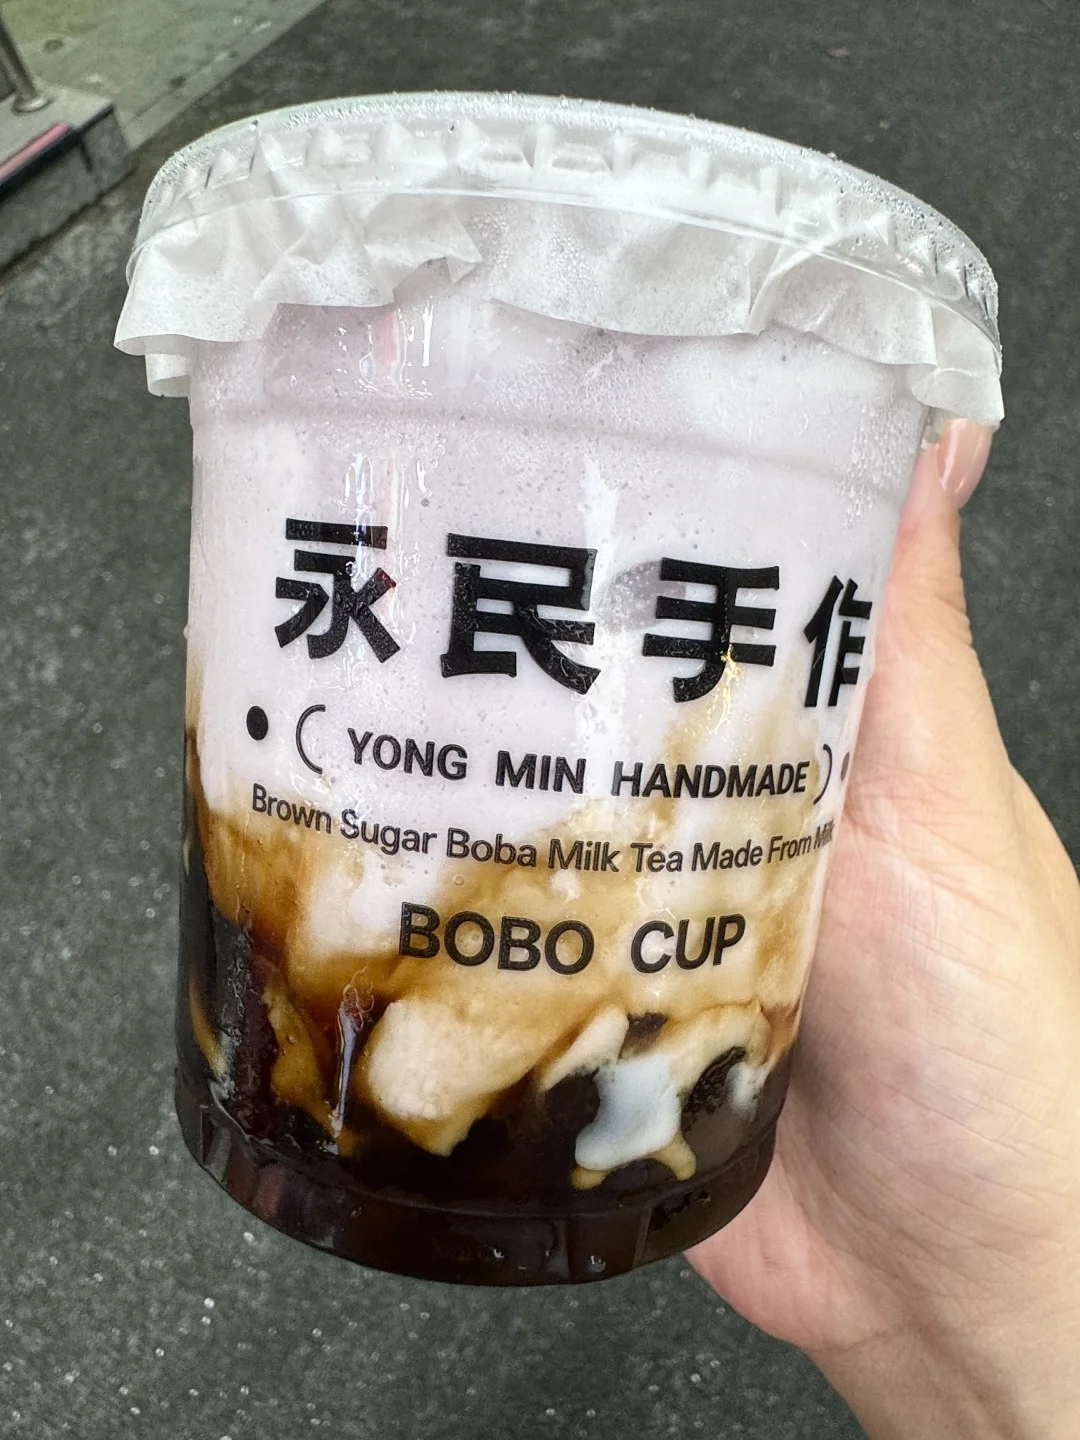 永民手作
( YONG MIN HANDMADE )
Brown Sugar Boba Milk Tea Made From
BOBO CUP